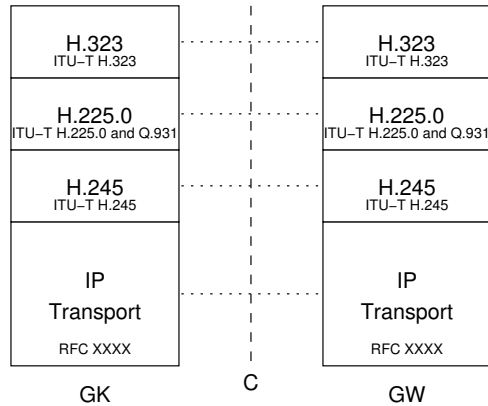 H.323
ITU−T H.323
H.225.0
ITU−T H.225.0 and Q.931
H.245
ITU−T H.245
IP
Transport
RFC XXXX
GK
C
H.323
ITU−T H.323
H.225.0
ITU−T H.225.0 and Q.931
H.245
ITU−T H.245
IP
Transport
RFC XXXX
GW